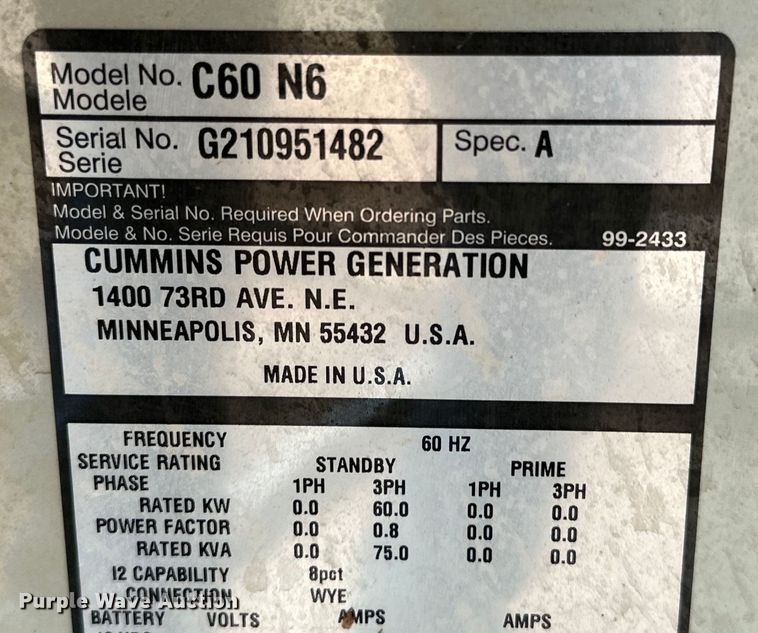 Model No. C60 N6
Modele
Serial No. G210951482 Spec. A
Serie
IMPORTANT!
Model & Serial No. Required When Ordering Parts.
Modele & No. Serie Requis Pour Commander Des Pieces. 99-2433
CUMMINS POWER GENERATION
1400 73RD AVE. N.E.
MINNEAPOLIS, MN 55432 U.S.A.
MADE IN U.S.A.
FREQUENCY 60 HZ
SERVICE RATING STANDBY PRIME
PHASE 1PH 3PH 1PH 3PH
RATED KW 0.0 60.0 0.0 0.0
POWER FACTOR 0.0 0.8 0.0 0.0
RATED KVA 0.0 75.0 0.0 0.0
I2 CAPABILITY 8pct
CONNECTION WYE
Purple Wave Auction
BATTERY VOLTS AMPS AMPS